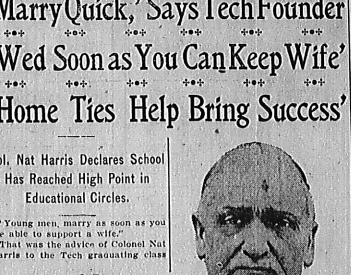 Marry Quick,' Says Tech Founder
Wed Soon as You Can Keep Wife'
Home Ties Help Bring Success'
ol. Nat Harris Declares School
Has Reached High Point in
Educational Circles.
"Young men, marry as soon as you
e able to support a wife."
That was the advice of Colonel Nat
arris to the Tech graduating class